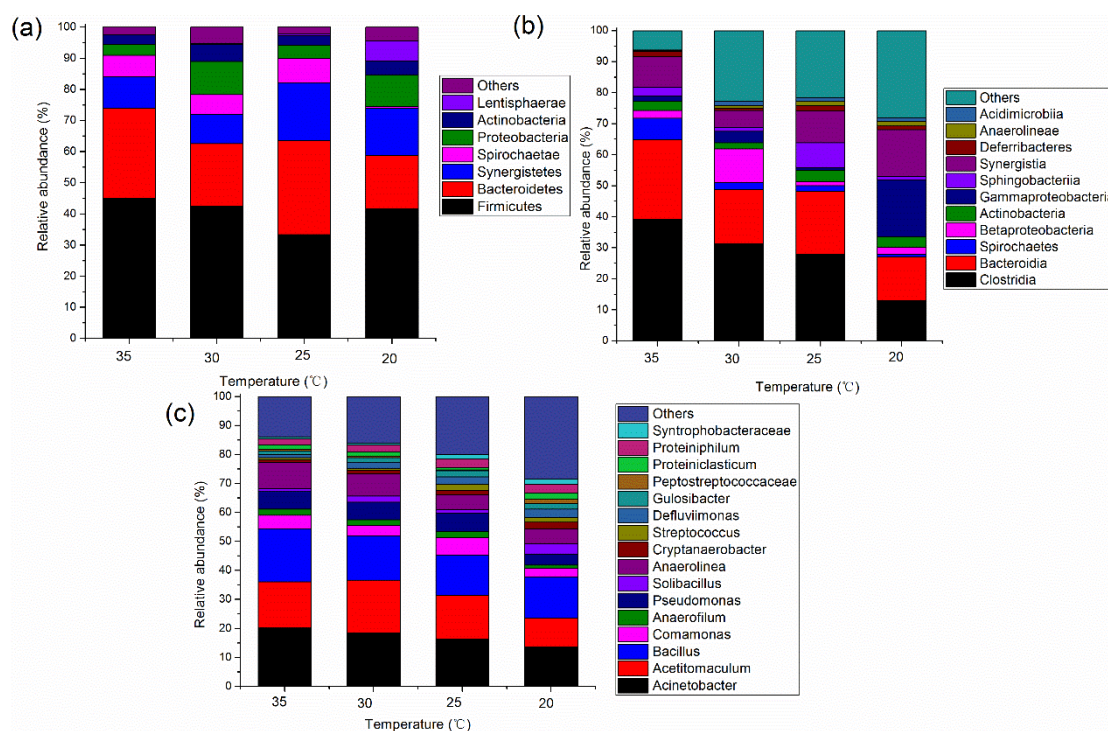 (a)
Relative abundance (%)
100
90
80
70
60
50
40
30
20
10
0
35
30
25
20
Temperature (℃)
Others
Lentisphaerae
Actinobacteria
Proteobacteria
Spirochaetae
Synergistetes
Bacteroidetes
Firmicutes
(b)
Relative abundance (%)
100
90
80
70
60
50
40
30
20
10
0
35
30
25
20
Temperature (℃)
Others
Acidimicrobiia
Anaerolineae
Deferribacteres
Synergistia
Sphingobacteriia
Gammaproteobacteria
Actinobacteria
Betaproteobacteria
Spirochaetes
Bacteroidia
Clostridia
(c)
Relative abundance (%)
100
90
80
70
60
50
40
30
20
10
0
35
30
25
20
Temperature (℃)
Others
Syntrophobacteraceae
Proteiniphilum
Proteiniclasticum
Peptostreptococcaceae
Gulosibacter
Defluviimonas
Streptococcus
Cryptanaerobacter
Anaerolinea
Solibacillus
Pseudomonas
Anaerofilum
Comamonas
Bacillus
Acetitomaculum
Acinetobacter